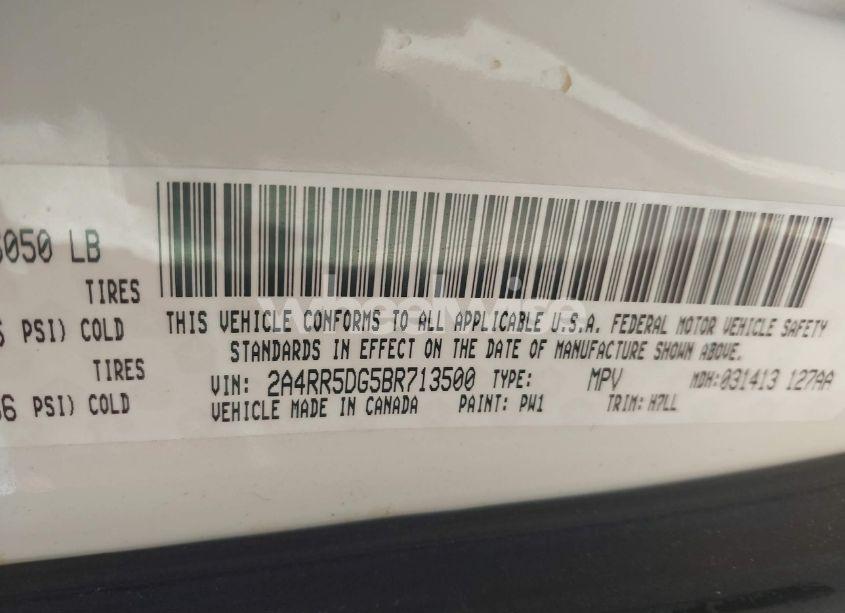 050 LB
TIRES
PSI) COLD
TIRES
6 PSI) COLD
THIS VEHICLE CONFORMS TO ALL APPLICABLE U.S.A. FEDERAL MOTOR VEHICLE SAFETY
STANDARDS IN EFFECT ON THE DATE OF MANUFACTURE SHOWN ABOVE.
VIN: 2A4RR5DG5BR713500 TYPE: MPV MDH:031413 127AA
VEHICLE MADE IN CANADA PAINT: PW1 TRIM: H7LL